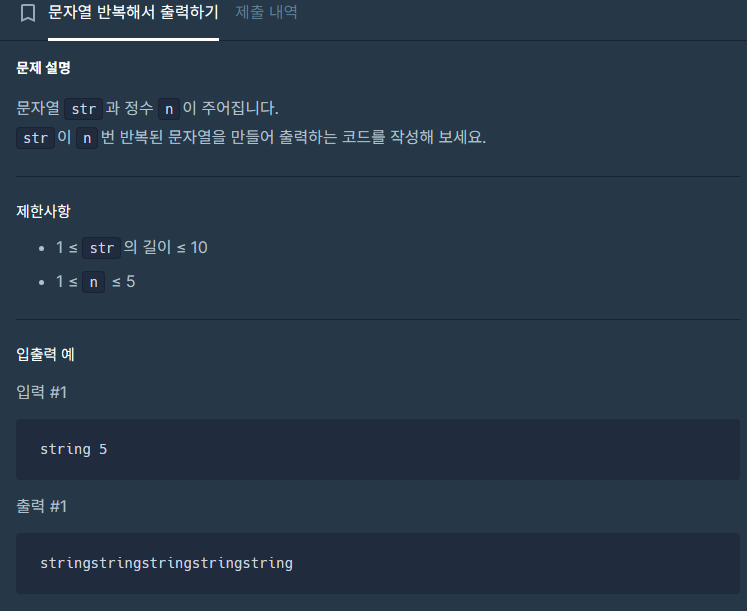 문자열 반복해서 출력하기 제출 내역
문제 설명
문자열 str 과 정수 n 이 주어집니다.
str 이 n 번 반복된 문자열을 만들어 출력하는 코드를 작성해 보세요.
제한사항
• 1 ≤ str 의 길이 ≤ 10
• 1 ≤ n ≤ 5
입출력 예
입력 #1
string 5
출력 #1
stringstringstringstringstring